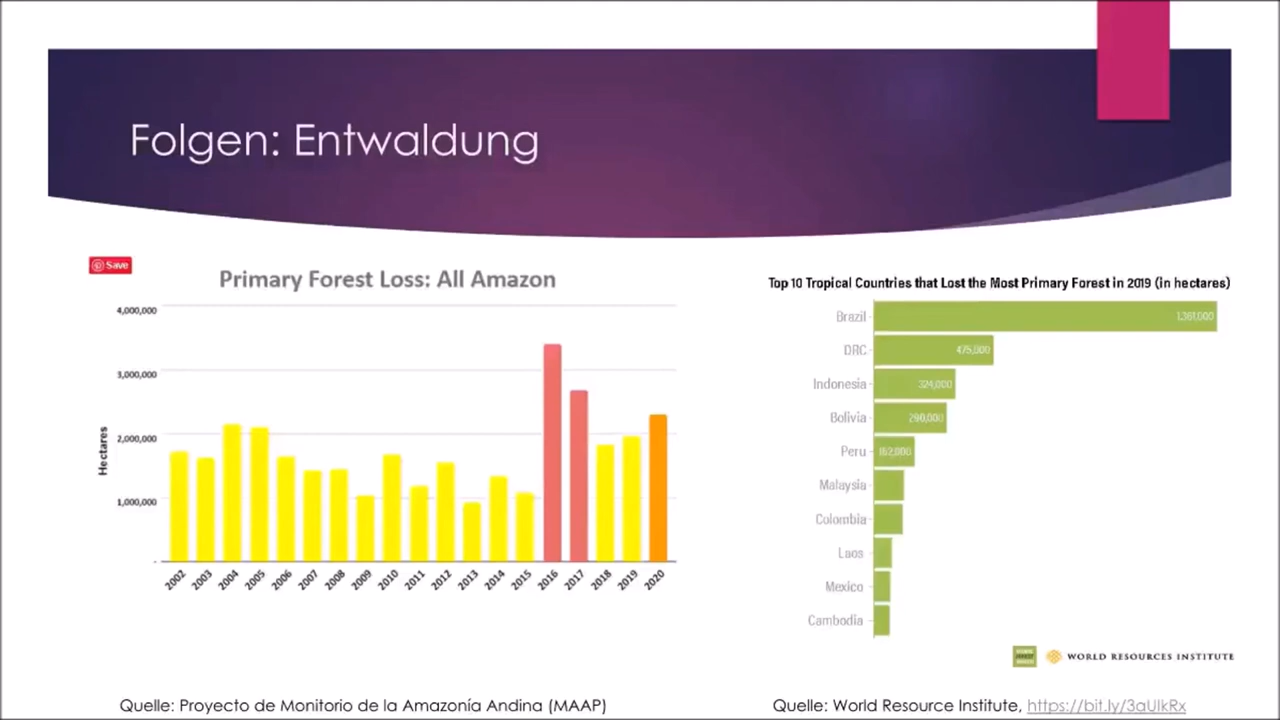 Folgen: Entwaldung
Save
Primary Forest Loss: All Amazon
4,000,000
3,000,000
2,000,000
1,000,000
-
Hectares
2002
2003
2004
2005
2006
2007
2008
2009
2010
2011
2012
2013
2014
2015
2016
2017
2018
2019
2020
Quelle: Proyecto de Monitorio de la Amazonía Andina (MAAP)
Top 10 Tropical Countries that Lost the Most Primary Forest in 2019 (in hectares)
Brazil 1,361,000
DRC 475,000
Indonesia 324,000
Bolivia 290,000
Peru 162,000
Malaysia
Colombia
Laos
Mexico
Cambodia
WORLD RESOURCES INSTITUTE
Quelle: World Resource Institute, https://bit.ly/3aUlkRx